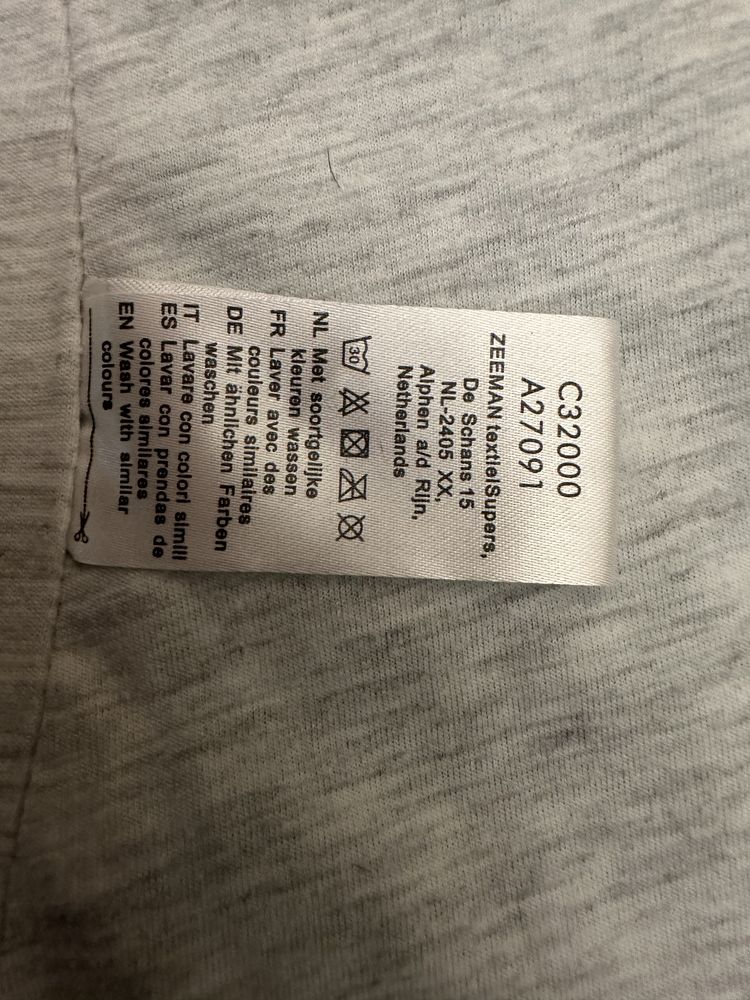 C32000
A27091
ZEEMAN textielSupers,
De Schans 15
NL-2405 XX,
Alphen a/d Rijn,
Netherlands
30
NL Met soortgelijke
kleuren wassen
FR Laver avec des
couleurs similaires
DE Mit ähnlichen Farben
waschen
IT Lavare con colori simili
ES Lavar con prendas de
colores similares
EN Wash with similar
colours